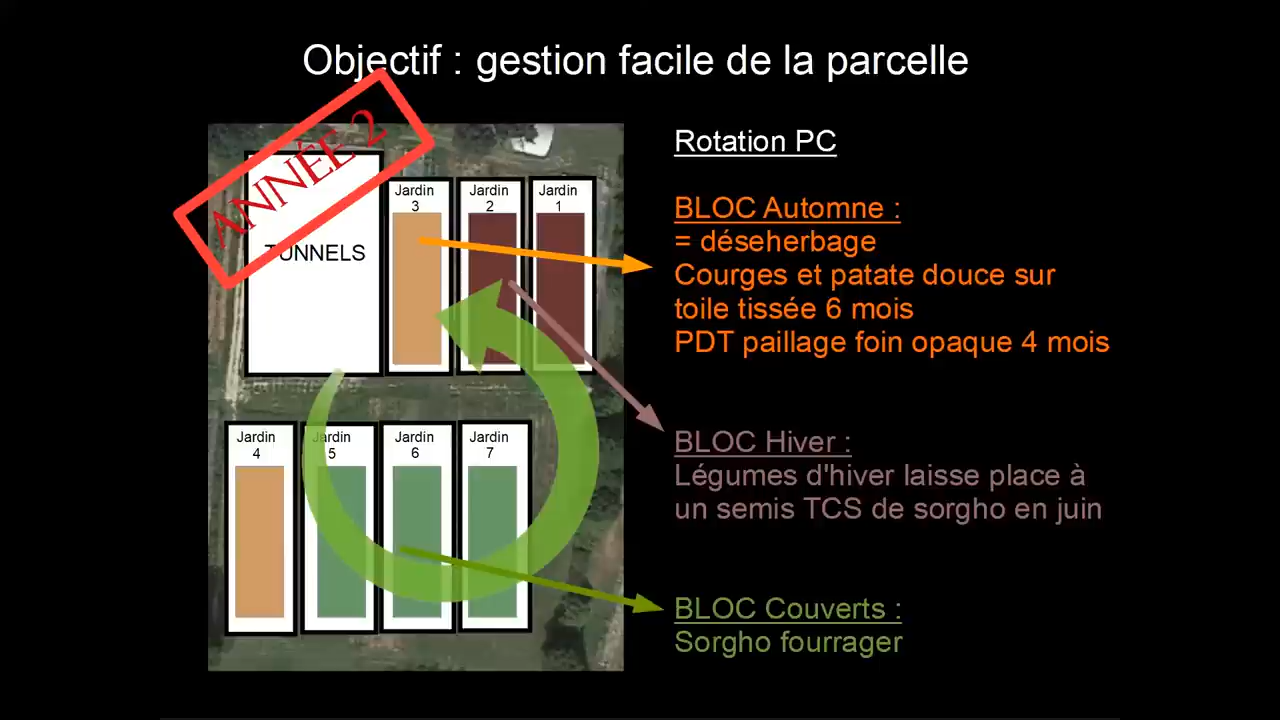 Objectif : gestion facile de la parcelle
ANNÉE 2
TUNNELS
Jardin
3
Jardin
2
Jardin
1
Jardin
4
Jardin
5
Jardin
6
Jardin
7
Rotation PC
BLOC Automne :
= déseherbage
Courges et patate douce sur
toile tissée 6 mois
PDT paillage foin opaque 4 mois
BLOC Hiver :
Légumes d'hiver laisse place à
un semis TCS de sorgho en juin
BLOC Couverts :
Sorgho fourrager